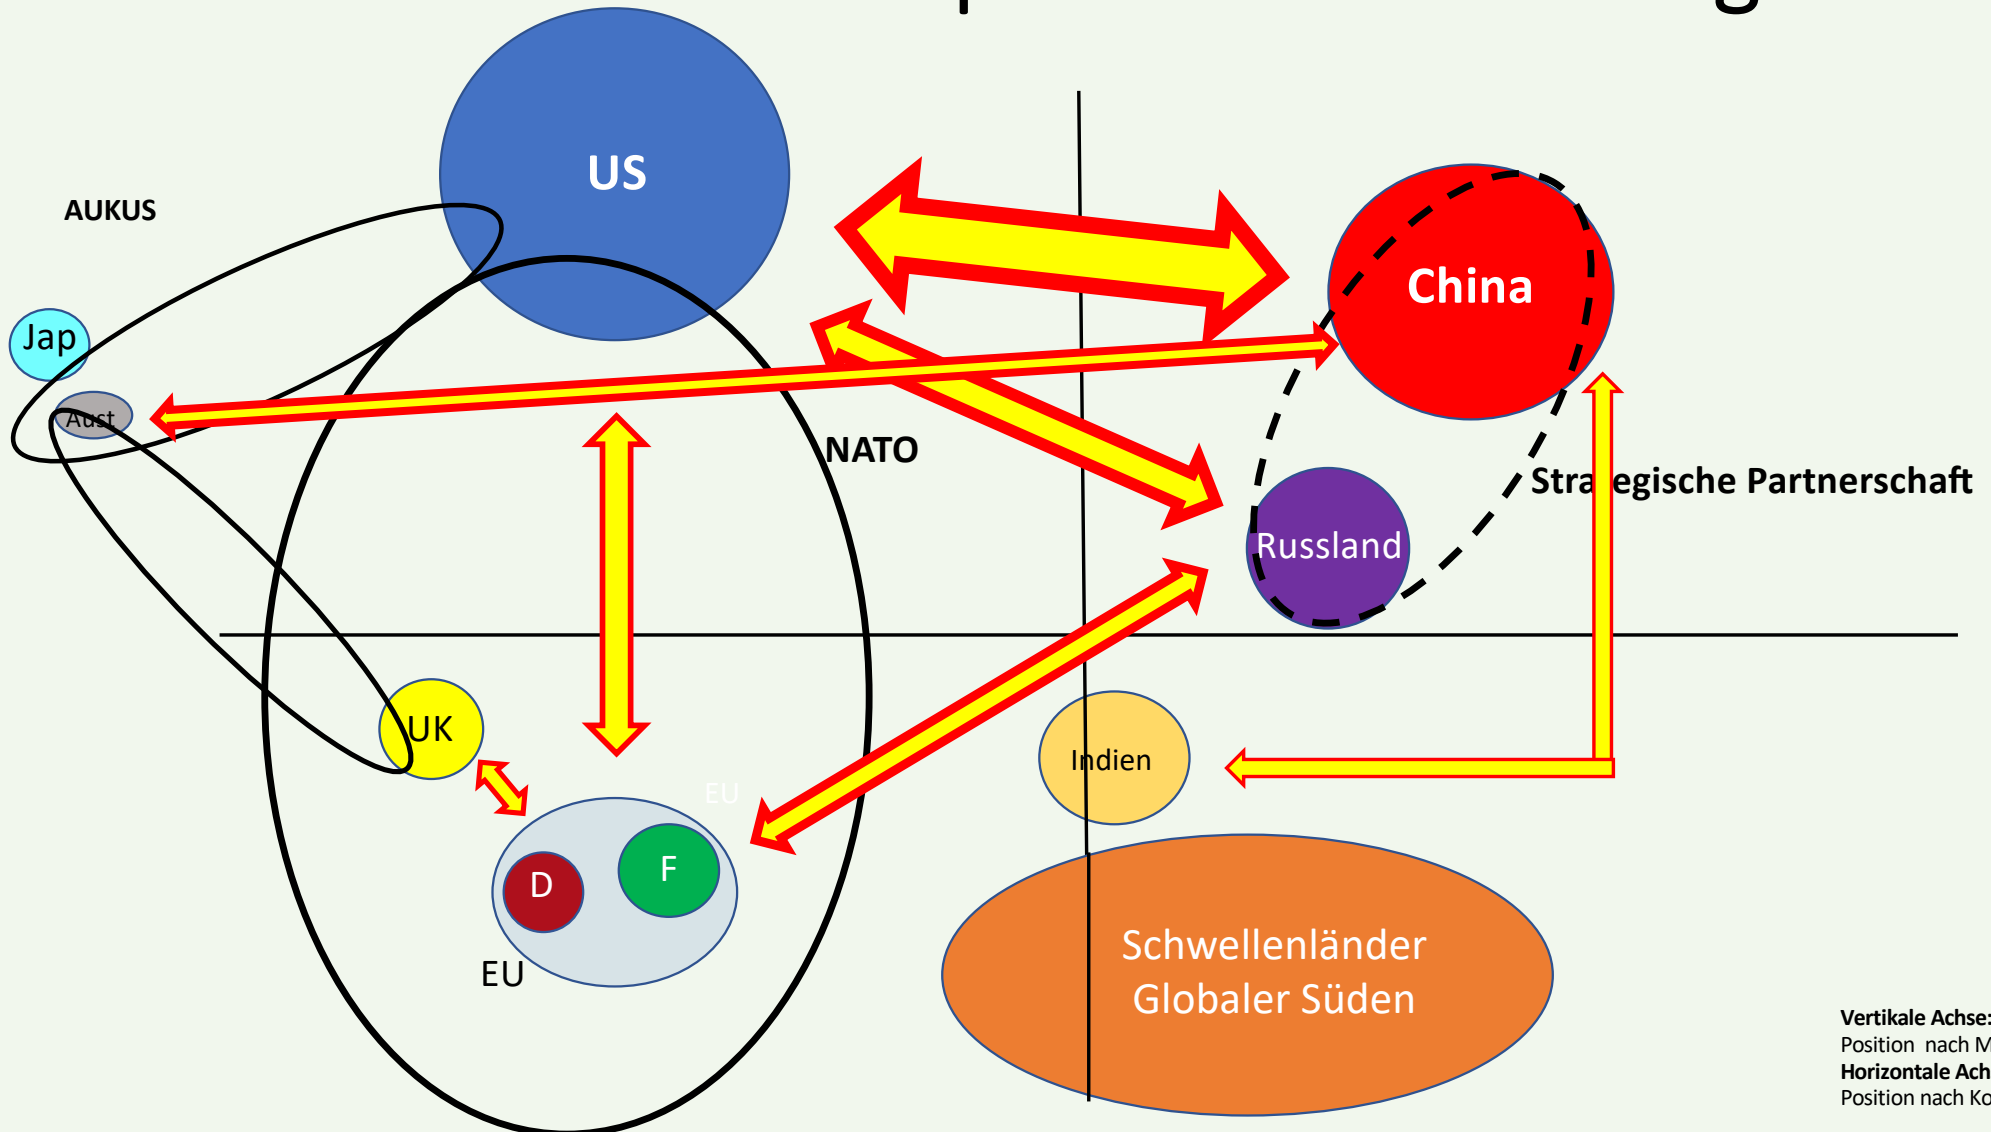 US
AUKUS
China
Jap
Aust
NATO
Strategische Partnerschaft
Russland
UK
Indien
EU
D
F
EU
Schwellenländer
Globaler Süden
Vertikale Achse:
Position nach M
Horizontale Ach
Position nach Ko